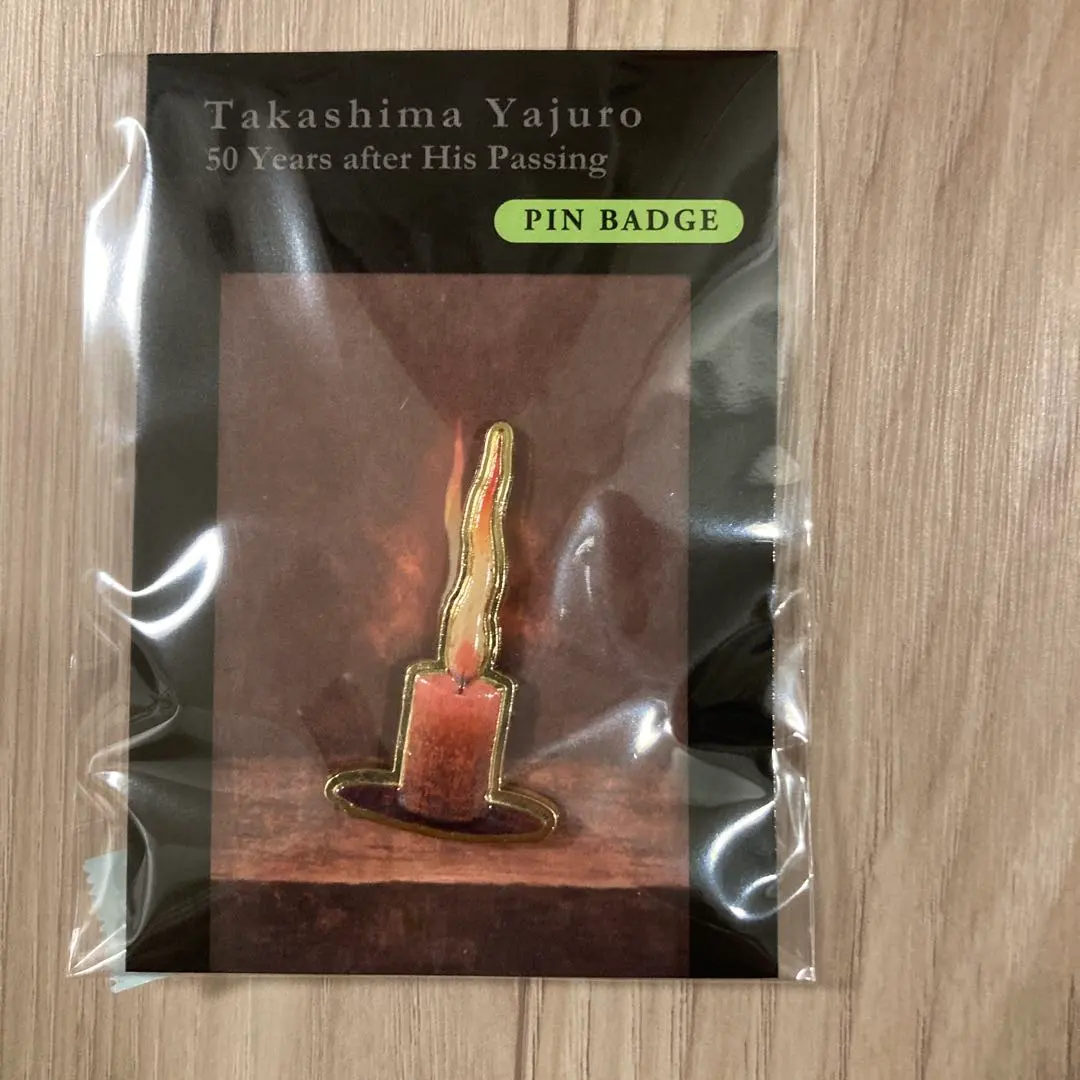 Takashima Yajuro
50 Years after His Passing
PIN BADGE